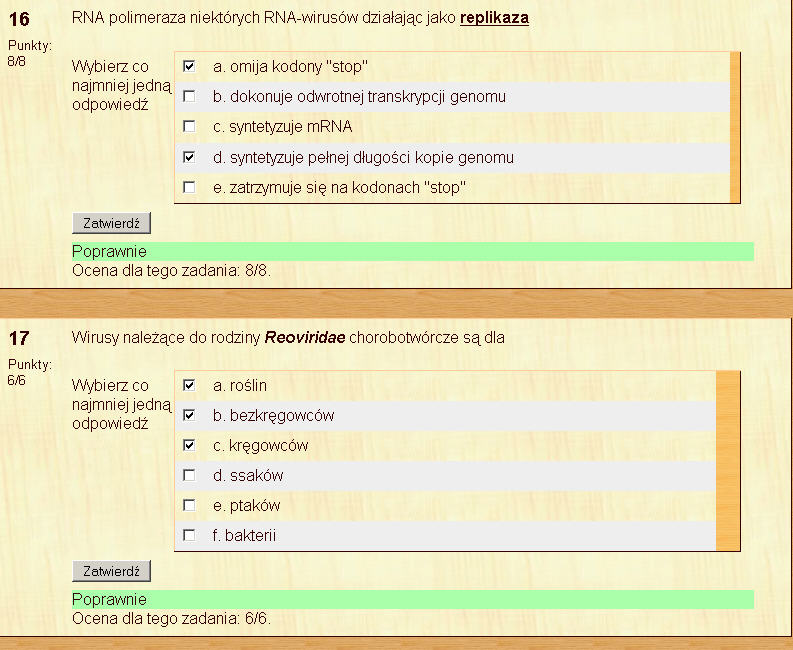 16
RNA polimeraza niektórych RNA-wirusów działając jako replikaza
Punkty:
8/8
Wybierz co
najmniej jedną
odpowiedź
a. omija kodony "stop"
b. dokonuje odwrotnej transkrypcji genomu
c. syntetyzuje mRNA
d. syntetyzuje pełnej długości kopie genomu
e. zatrzymuje się na kodonach "stop"
Zatwierdź
Poprawnie
Ocena dla tego zadania: 8/8.
17
Wirusy należące do rodziny Reoviridae chorobotwórcze są dla
Punkty:
6/6
Wybierz co
najmniej jedną
odpowiedź
a. roślin
b. bezkręgowców
c. kręgowców
d. ssaków
e. ptaków
f. bakterii
Zatwierdź
Poprawnie
Ocena dla tego zadania: 6/6.